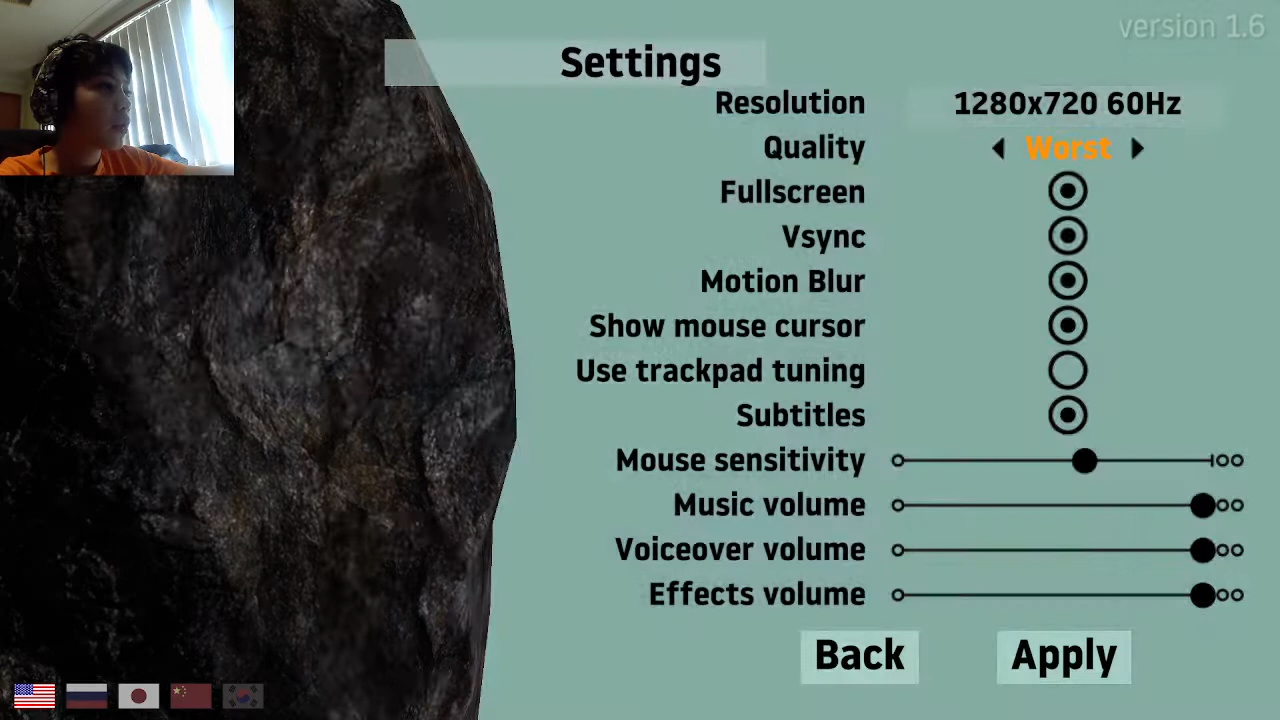 version 1.6
Settings
Resolution 1280x720 60Hz
Quality Worst
Fullscreen
Vsync
Motion Blur
Show mouse cursor
Use trackpad tuning
Subtitles
Mouse sensitivity
Music volume
Voiceover volume
Effects volume
Back Apply